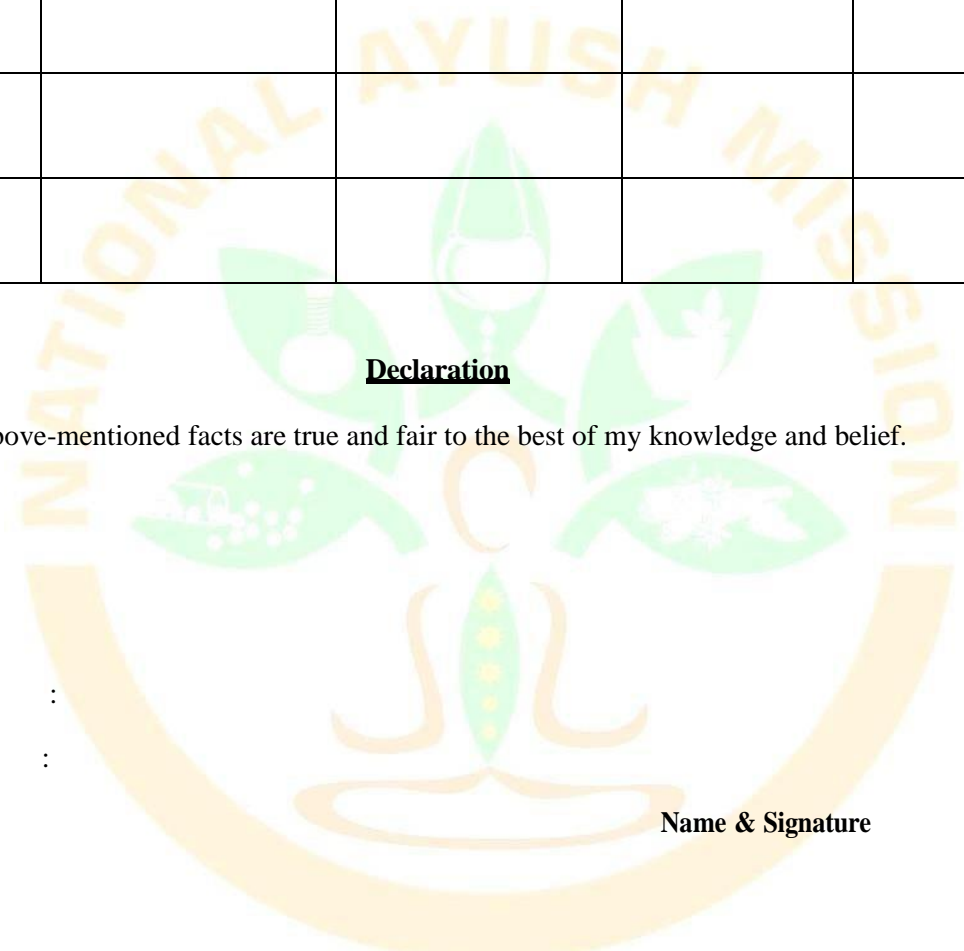 NATIONAL AYUSH MISSION
Declaration
bove-mentioned facts are true and fair to the best of my knowledge and belief.
:
:
Name & Signature